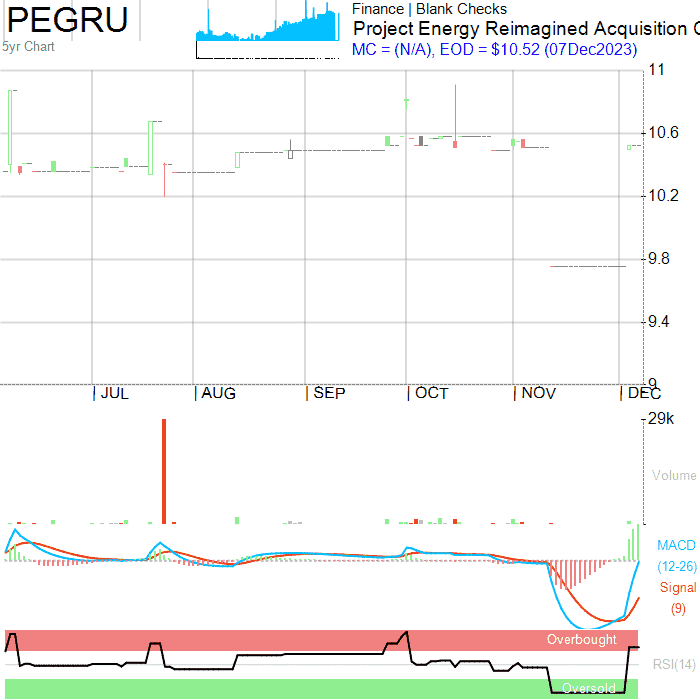 PEGRU
5yr Chart
Finance | Blank Checks
Project Energy Reimagined Acquisition C
MC = (N/A), EOD = $10.52 (07Dec2023)
11
10.6
10.2
9.8
9.4
9
JUL
AUG
SEP
OCT
NOV
DEC
29k
Volume
MACD
(12-26)
Signal
(9)
Overbought
RSI(14)
Oversold